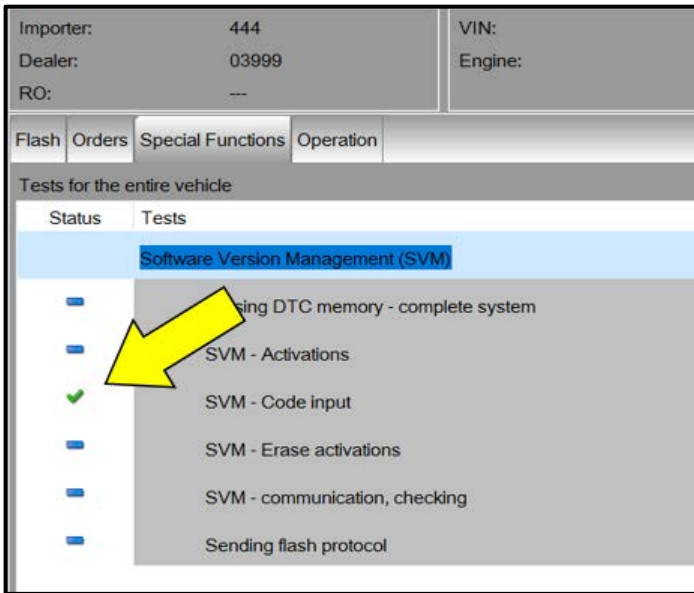 Importer: 444 VIN:
Dealer: 03999 Engine:
RO: ---
Flash Orders Special Functions Operation
Tests for the entire vehicle
Status Tests
Software Version Management (SVM)
DTC memory - complete system
SVM - Activations
SVM - Code input
SVM - Erase activations
SVM - communication, checking
Sending flash protocol